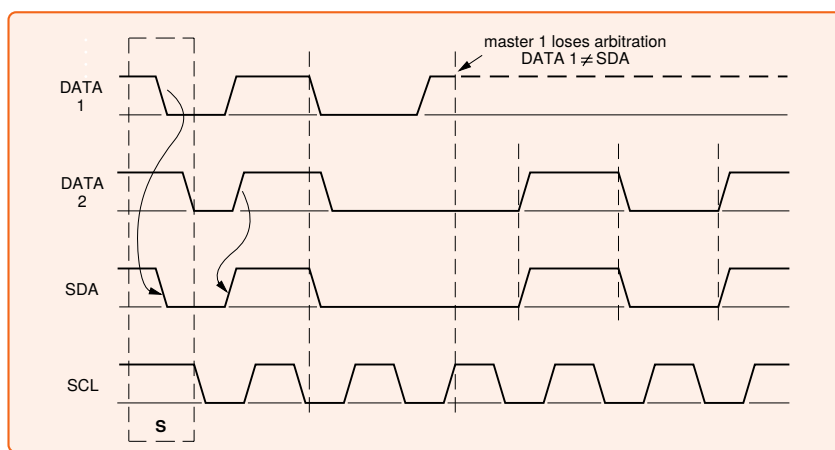 master 1 loses arbitration
DATA 1 ≠ SDA
DATA
1
DATA
2
SDA
SCL
S